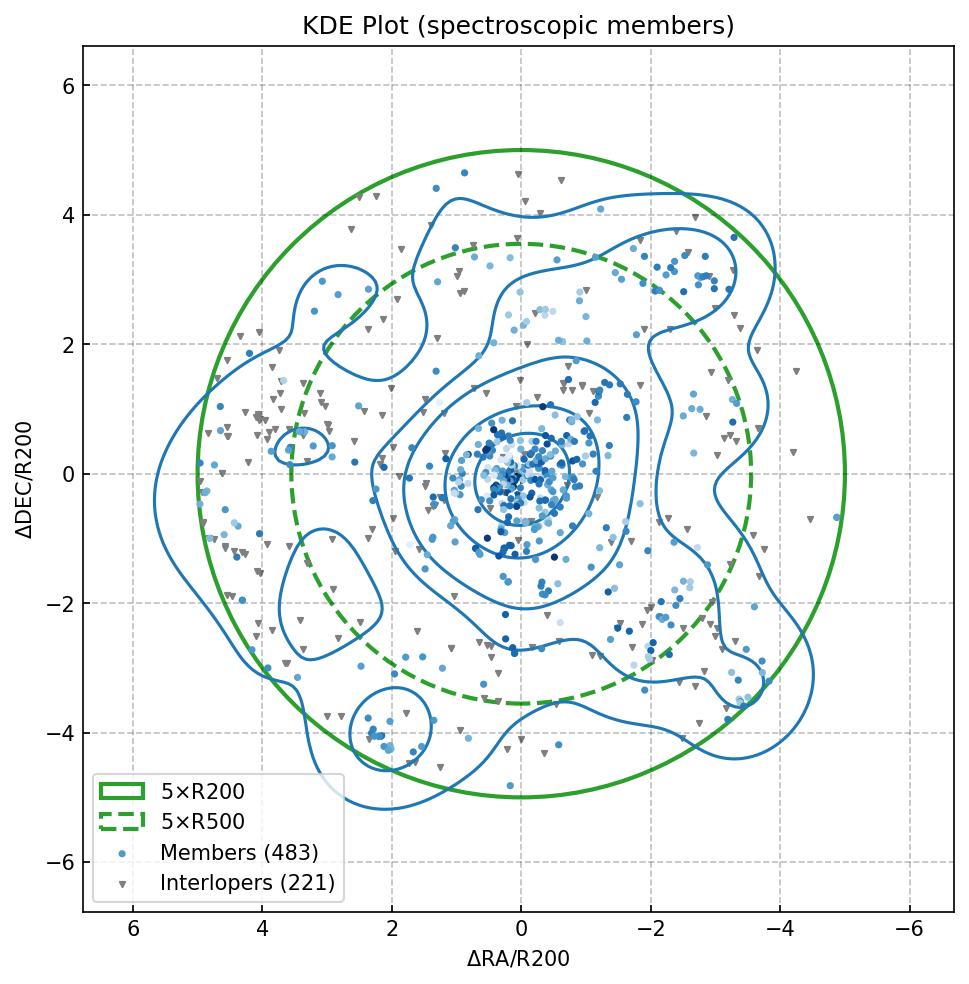 KDE Plot (spectroscopic members)
6
4
2
0
−2
−4
−6
ΔDEC/R200
5×R200
5×R500
Members (483)
Interlopers (221)
6 4 2 0 −2 −4 −6
ΔRA/R200